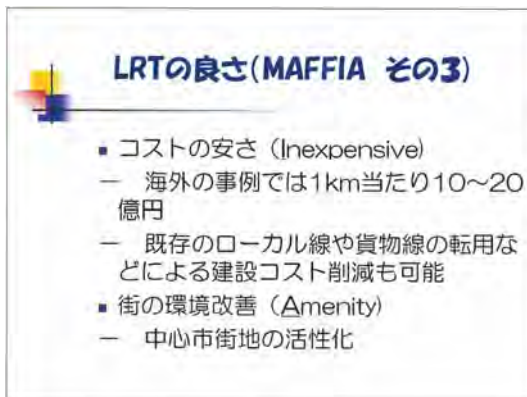 LRTの良さ(MAFFIA その3)
▪ コストの安さ（Inexpensive)
－ 海外の事例では1km当たり10～20
億円
－ 既存のローカル線や貨物線の転用な
どによる建設コスト削減も可能
▪ 街の環境改善（Amenity)
－ 中心市街地の活性化